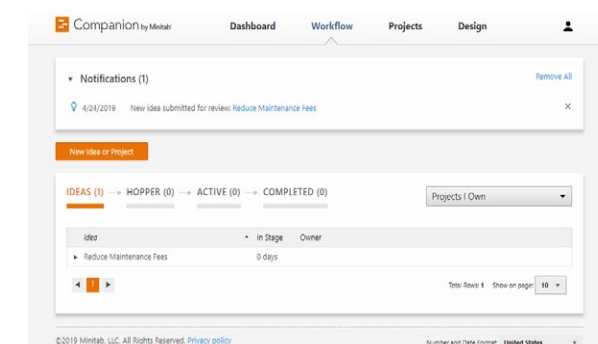 Companion by Minitab® Dashboard Workflow Projects Design
Notifications (1) Remove All
4/24/2019 New idea submitted for review: Reduce Maintenance Fees
New Idea or Project
IDEAS (1) HOPPER (0) ACTIVE (0) COMPLETED (0) Projects I Own
Idea In Stage Owner
Reduce Maintenance Fees 0 days
1 Total Rows: 1 Show on page: 10
©2019 Minitab, LLC. All Rights Reserved. Privacy policy Number and Date Format: United States